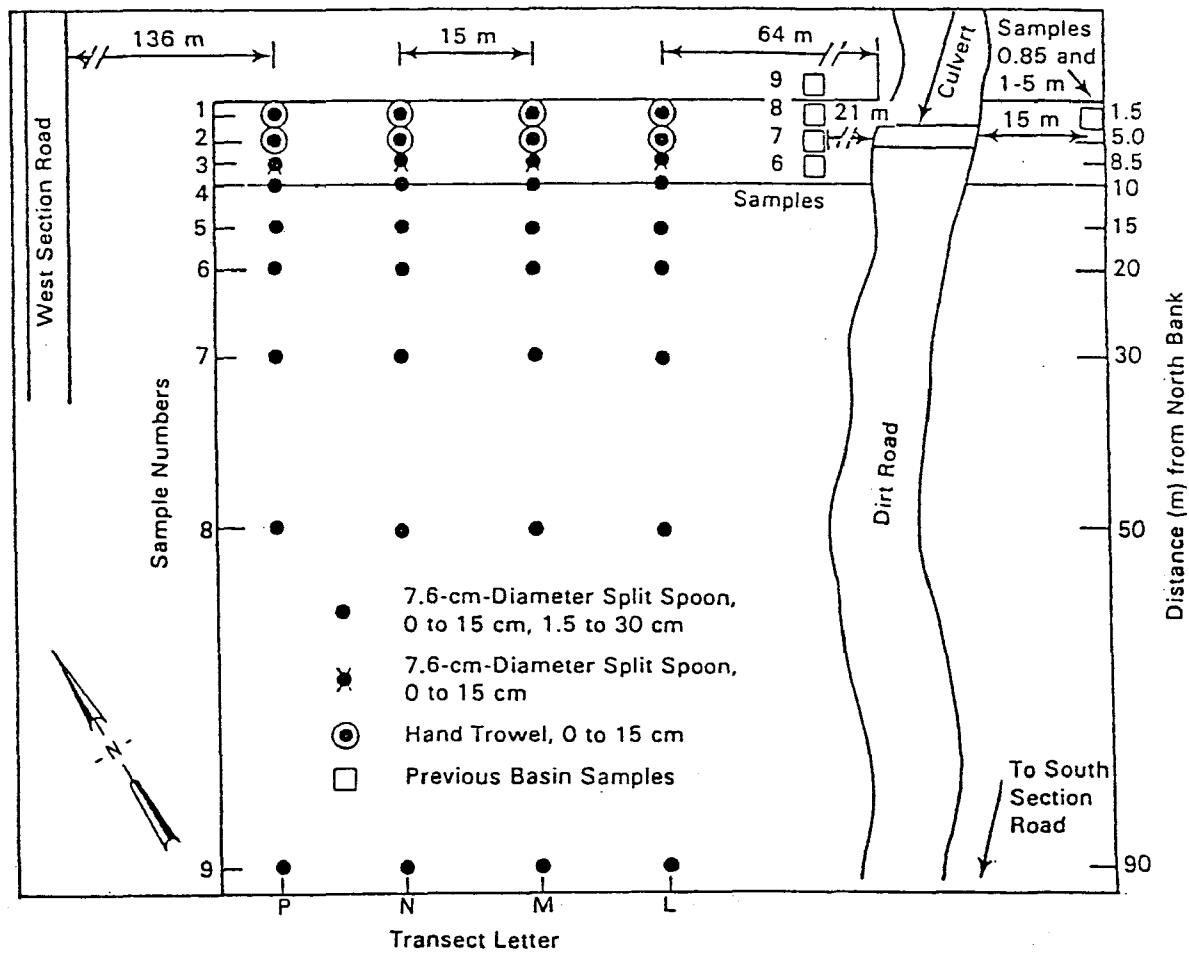 136 m
15 m
64 m
Culvert
Samples
0.85 and
1-5 m
9
8
7
6
21 m
15 m
Samples
West Section Road
Sample Numbers
1
2
3
4
5
6
7
8
9
1.5
5.0
8.5
10
15
20
30
50
90
Distance (m) from North Bank
Dirt Road
7.6-cm-Diameter Split Spoon,
0 to 15 cm, 1.5 to 30 cm
7.6-cm-Diameter Split Spoon,
0 to 15 cm
Hand Trowel, 0 to 15 cm
Previous Basin Samples
N
To South
Section
Road
P
N
M
L
Transect Letter